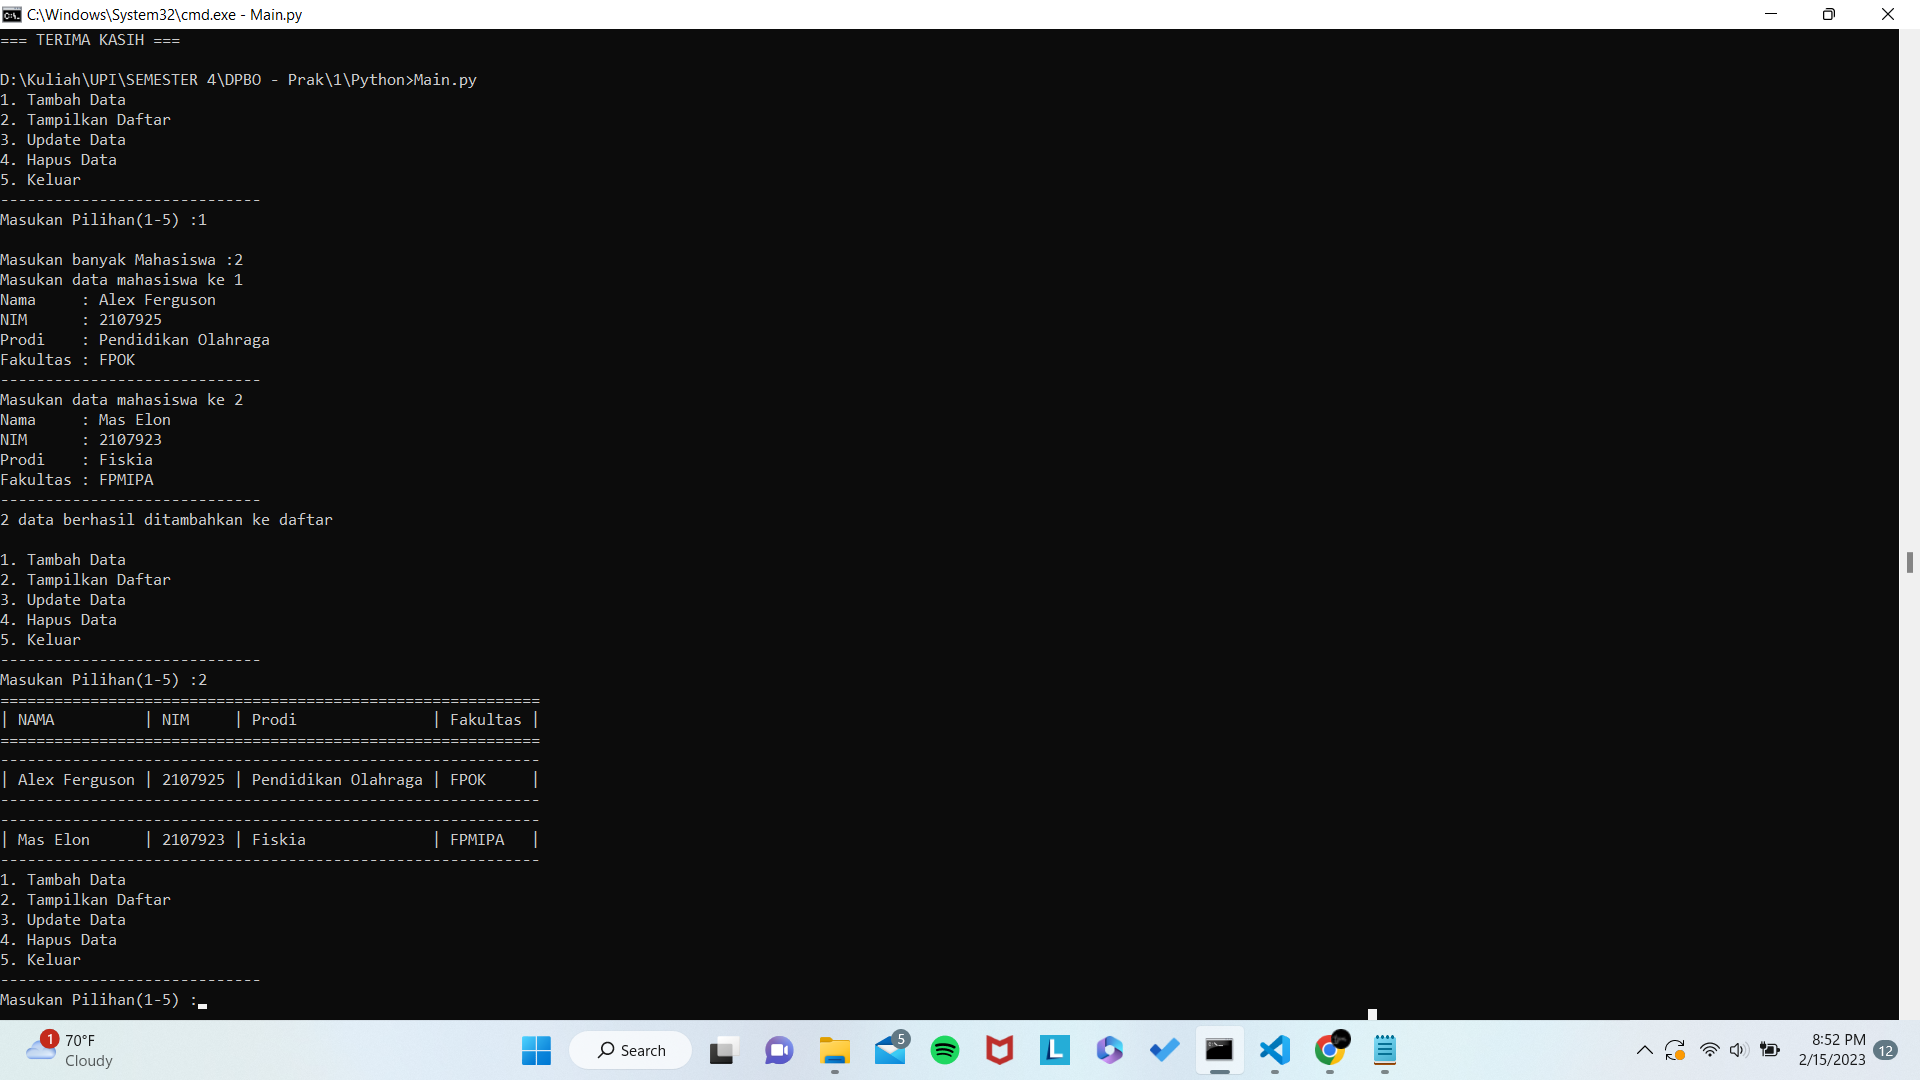 C:\Windows\System32\cmd.exe - Main.py
=== TERIMA KASIH ===
D:\Kuliah\UPI\SEMESTER 4\DPBO - Prak\1\Python>Main.py
1. Tambah Data
2. Tampilkan Daftar
3. Update Data
4. Hapus Data
5. Keluar
-----------------------------
Masukan Pilihan(1-5) :1
Masukan banyak Mahasiswa :2
Masukan data mahasiswa ke 1
Nama     : Alex Ferguson
NIM      : 2107925
Prodi    : Pendidikan Olahraga
Fakultas : FPOK
-----------------------------
Masukan data mahasiswa ke 2
Nama     : Mas Elon
NIM      : 2107923
Prodi    : Fiskia
Fakultas : FPMIPA
-----------------------------
2 data berhasil ditambahkan ke daftar
1. Tambah Data
2. Tampilkan Daftar
3. Update Data
4. Hapus Data
5. Keluar
-----------------------------
Masukan Pilihan(1-5) :2
============================================================
| NAMA          | NIM     | Prodi               | Fakultas |
============================================================
------------------------------------------------------------
| Alex Ferguson | 2107925 | Pendidikan Olahraga | FPOK     |
------------------------------------------------------------
------------------------------------------------------------
| Mas Elon      | 2107923 | Fiskia              | FPMIPA   |
------------------------------------------------------------
1. Tambah Data
2. Tampilkan Daftar
3. Update Data
4. Hapus Data
5. Keluar
-----------------------------
Masukan Pilihan(1-5) :
1
70°F
Cloudy
Search
5
L
8:52 PM
2/15/2023
12